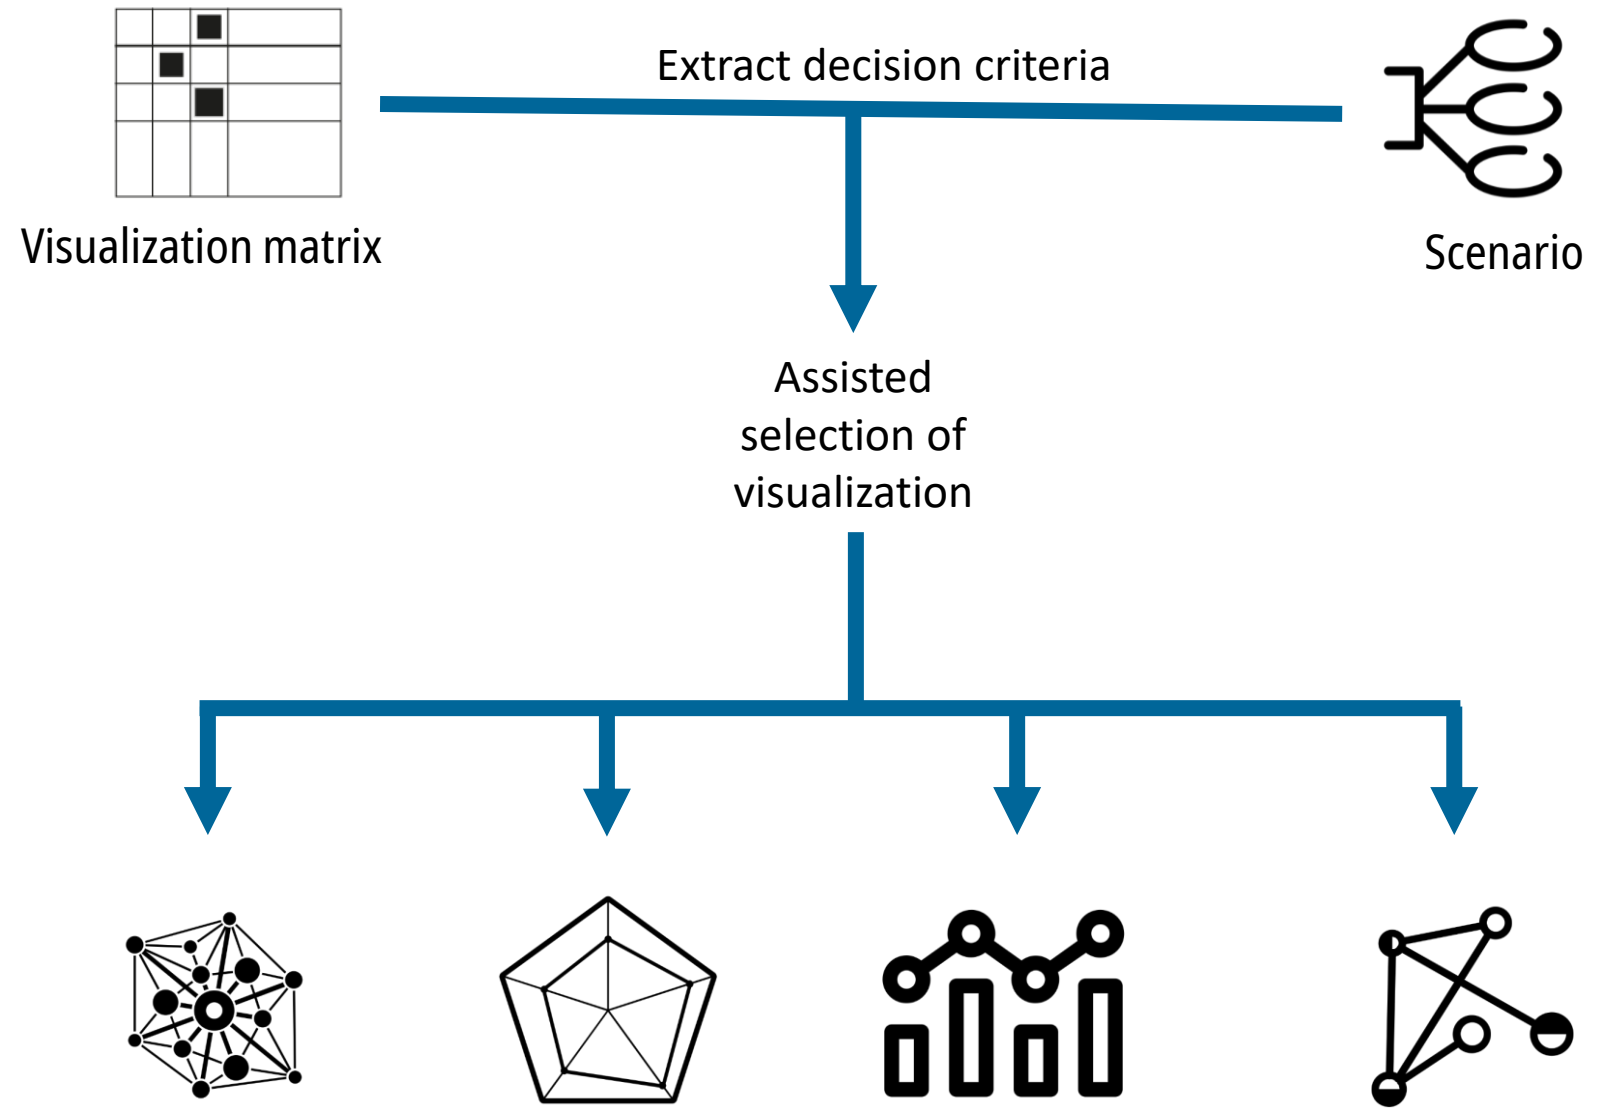 Extract decision criteria
Visualization matrix
Scenario
Assisted
selection of
visualization